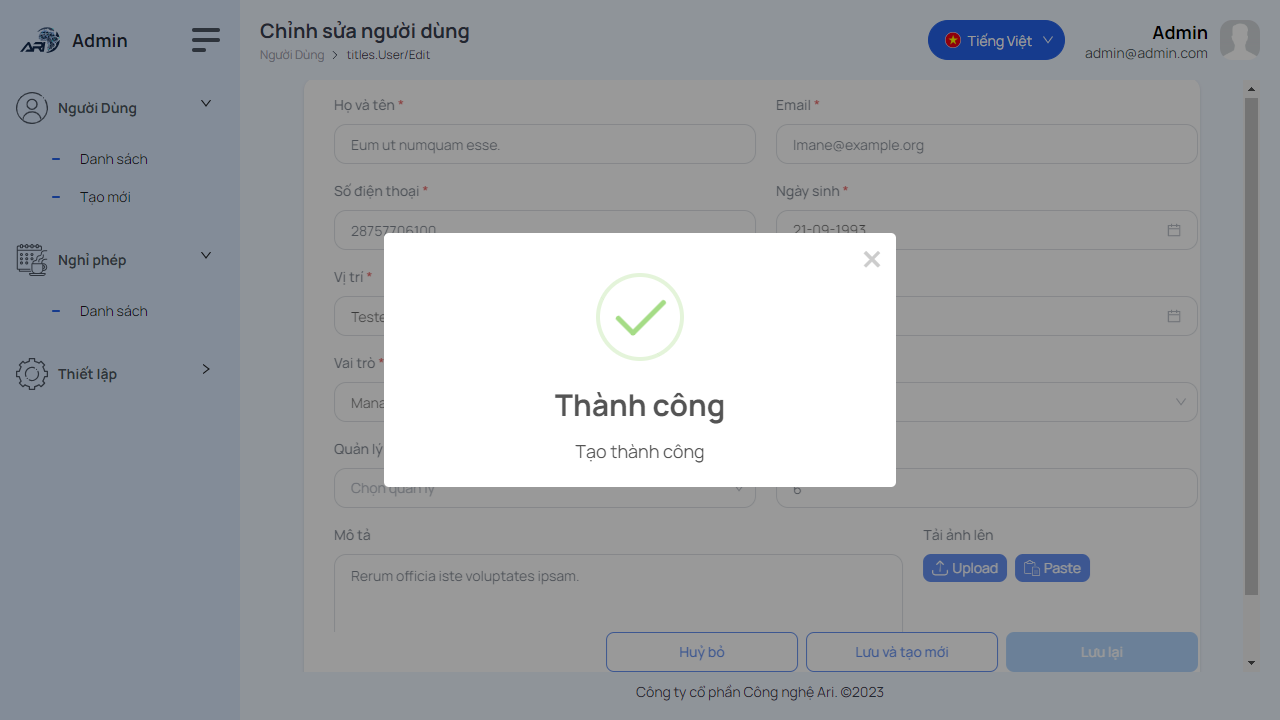 ARI Admin
Người Dùng
Danh sách
Tạo mới
Nghỉ phép
Danh sách
Thiết lập
Chỉnh sửa người dùng
Người Dùng > titles.User/Edit
Tiếng Việt
Admin
admin@admin.com
Họ và tên *
Email *
Eum ut numquam esse.
lmane@example.org
Số điện thoại *
Ngày sinh *
28757706100
21-09-1993
Vị trí *
Teste
Vai trò *
Mana
Quản lý
Chọn quản lý
6
Mô tả
Tải ảnh lên
Rerum officia iste voluptates ipsam.
Upload
Paste
Thành công
Tạo thành công
Huỷ bỏ
Lưu và tạo mới
Lưu lại
Công ty cổ phần Công nghệ Ari. ©2023